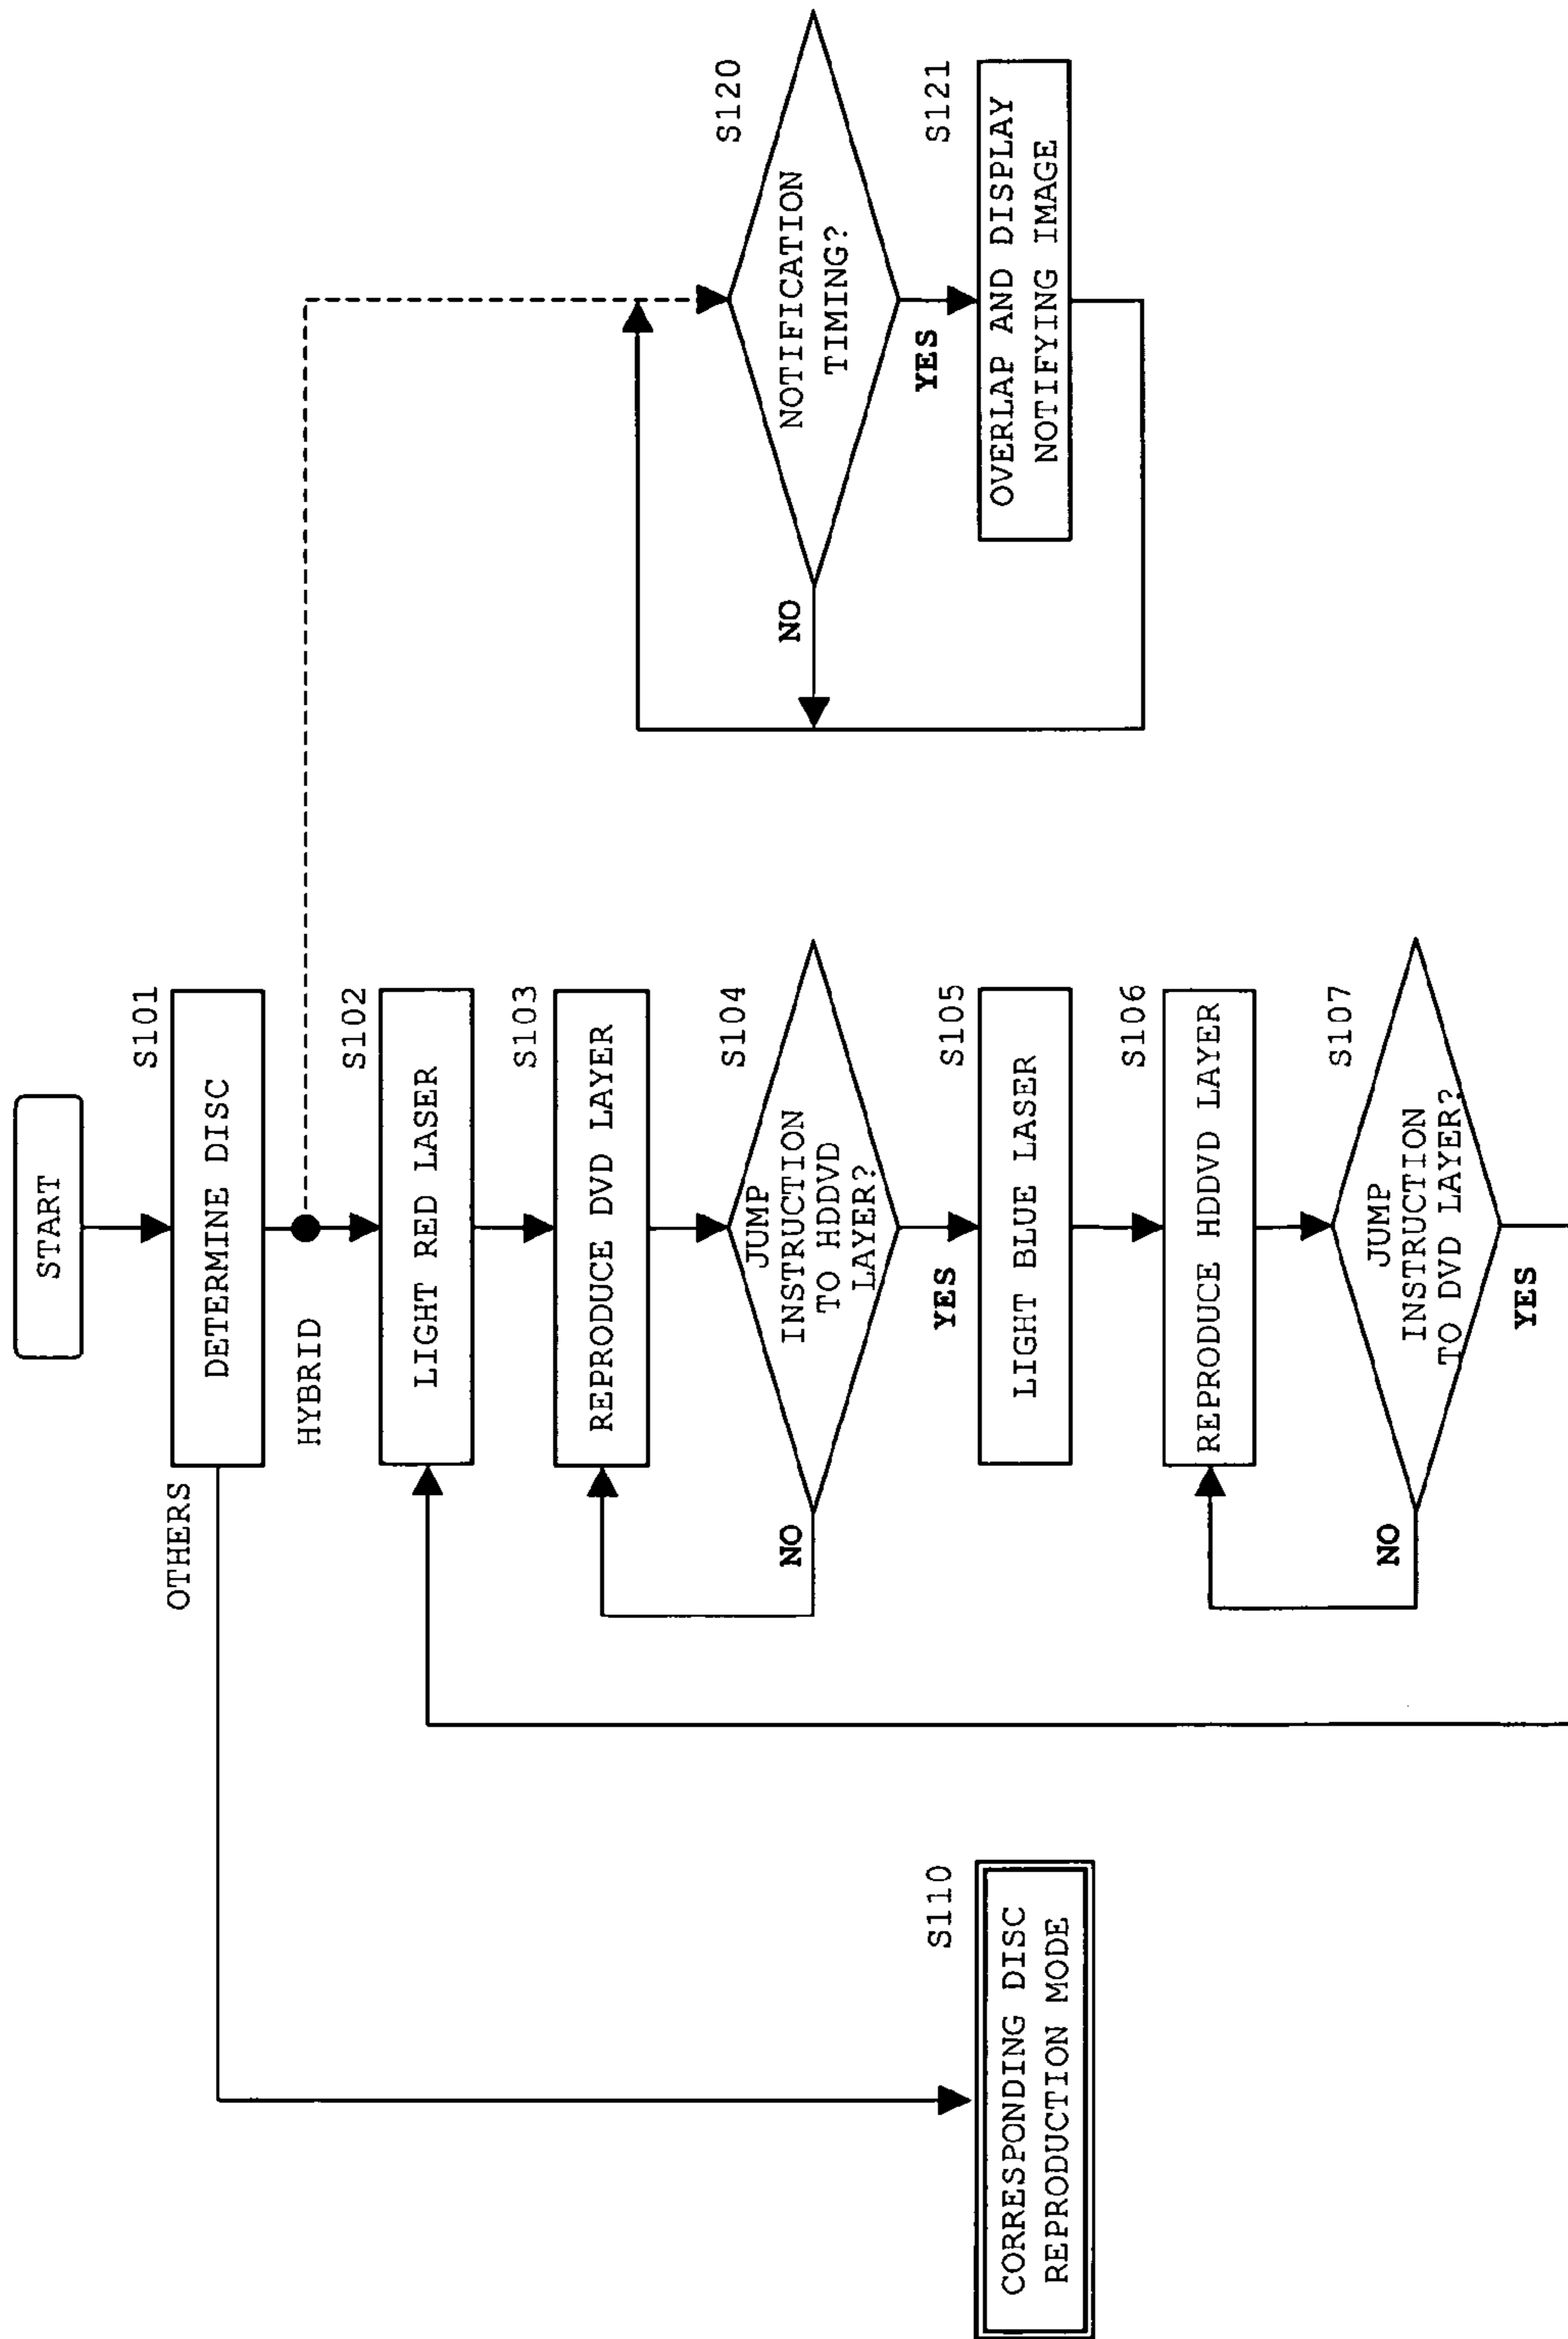 START
S101
DETERMINE DISC
OTHERS
HYBRID
S102
LIGHT RED LASER
S103
REPRODUCE DVD LAYER
S104
JUMP
INSTRUCTION
TO HDDVD
LAYER?
NO
YES
S105
LIGHT BLUE LASER
S106
REPRODUCE HDDVD LAYER
S107
JUMP
INSTRUCTION
TO DVD LAYER?
NO
YES
S110
CORRESPONDING DISC
REPRODUCTION MODE
S120
NOTIFICATION
TIMING?
NO
YES
S121
OVERLAP AND DISPLAY
NOTIFYING IMAGE